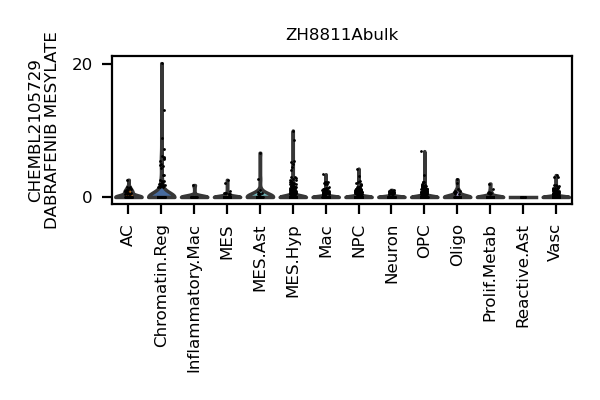 ZH8811Abulk
CHEMBL2105729
DABRAFENIB MESYLATE
20
0
AC
Chromatin.Reg
Inflammatory.Mac
MES
MES.Ast
MES.Hyp
Mac
NPC
Neuron
OPC
Oligo
Prolif.Metab
Reactive.Ast
Vasc